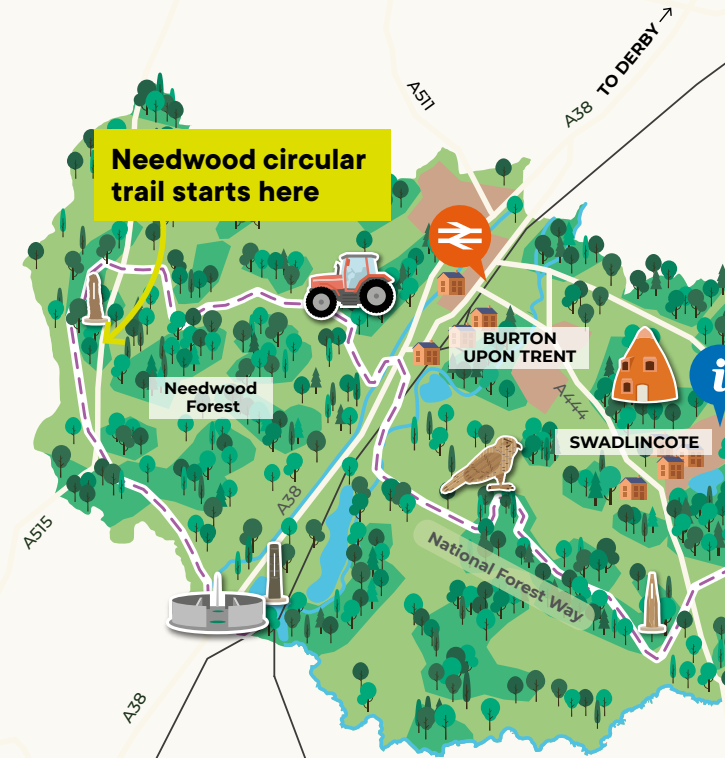 TO DERBY
A38
A511
Needwood circular
trail starts here
BURTON
UPON TRENT
Needwood
Forest
A444
SWADLINCOTE
A38
A515
National Forest Way
A38
i